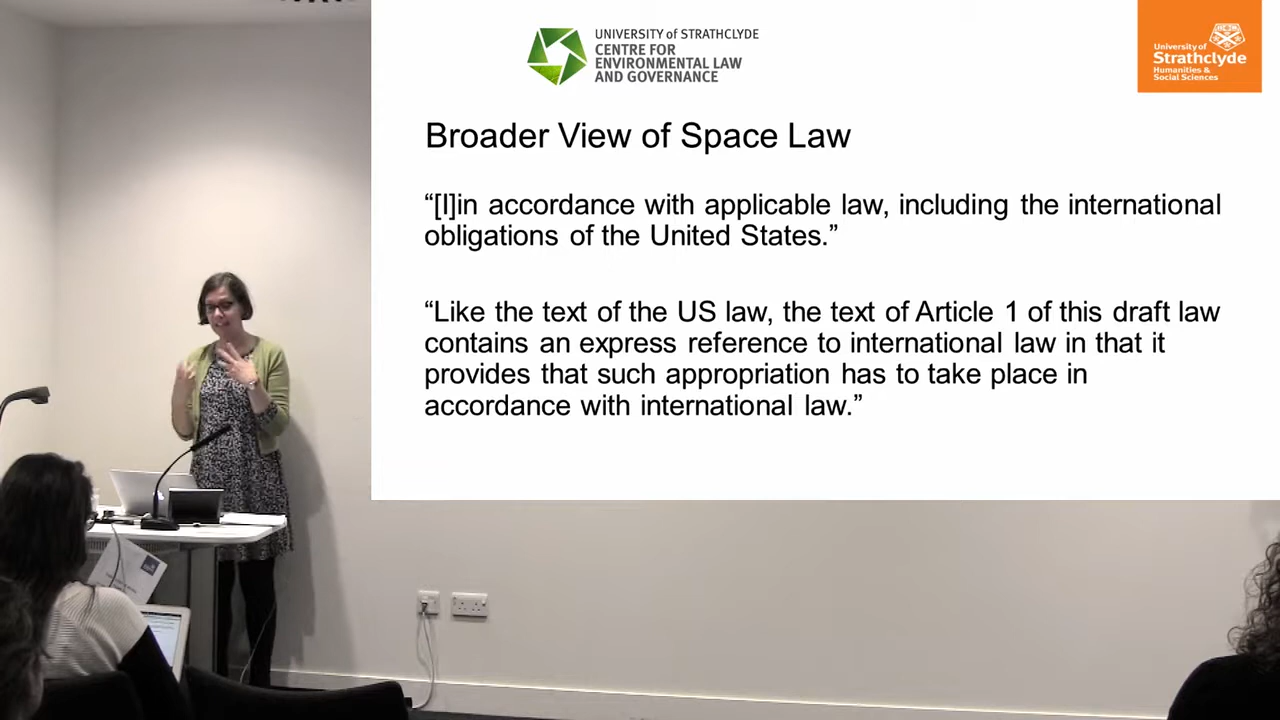 UNIVERSITY of STRATHCLYDE
CENTRE FOR
ENVIRONMENTAL LAW
AND GOVERNANCE
University of
Strathclyde
Humanities &
Social Sciences
Broader View of Space Law
“[I]in accordance with applicable law, including the international
obligations of the United States.”
“Like the text of the US law, the text of Article 1 of this draft law
contains an express reference to international law in that it
provides that such appropriation has to take place in
accordance with international law.”